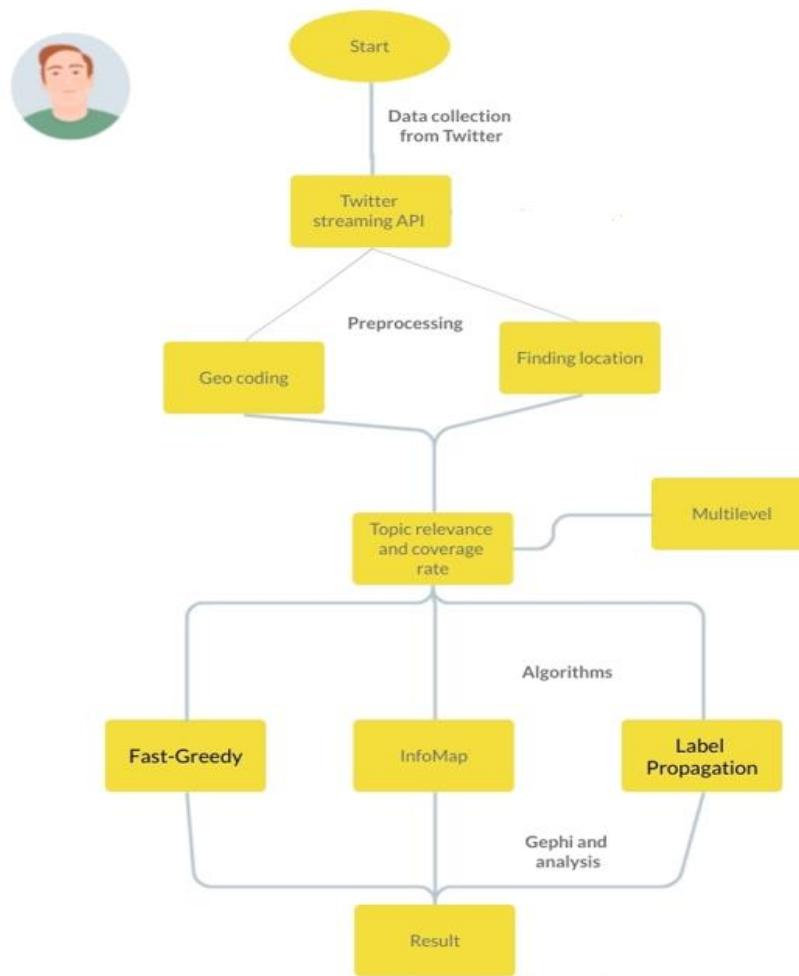 Start
Data collection
from Twitter
Twitter
streaming API
Preprocessing
Geo coding
Finding location
Topic relevance
and coverage
rate
Multilevel
Algorithms
Fast-Greedy
InfoMap
Label
Propagation
Gephi and
analysis
Result